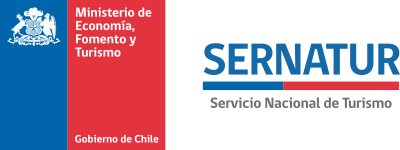 Ministerio de
Economía,
Fomento y
Turismo
Gobierno de Chile
SERNATUR
Servicio Nacional de Turismo